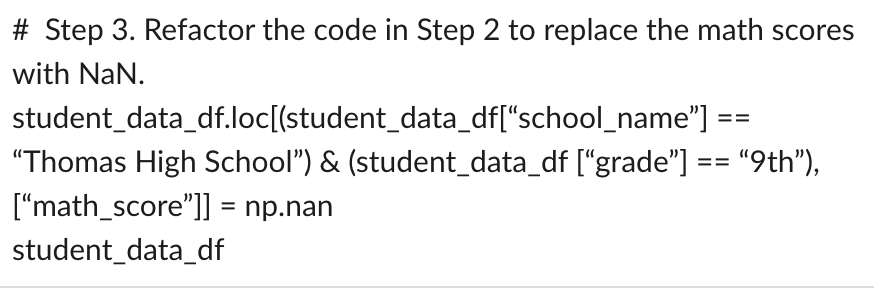 #  Step 3. Refactor the code in Step 2 to replace the math scores
with NaN.
student_data_df.loc[(student_data_df[“school_name”] ==
“Thomas High School”) & (student_data_df [“grade”] == “9th”),
[“math_score”]] = np.nan
student_data_df